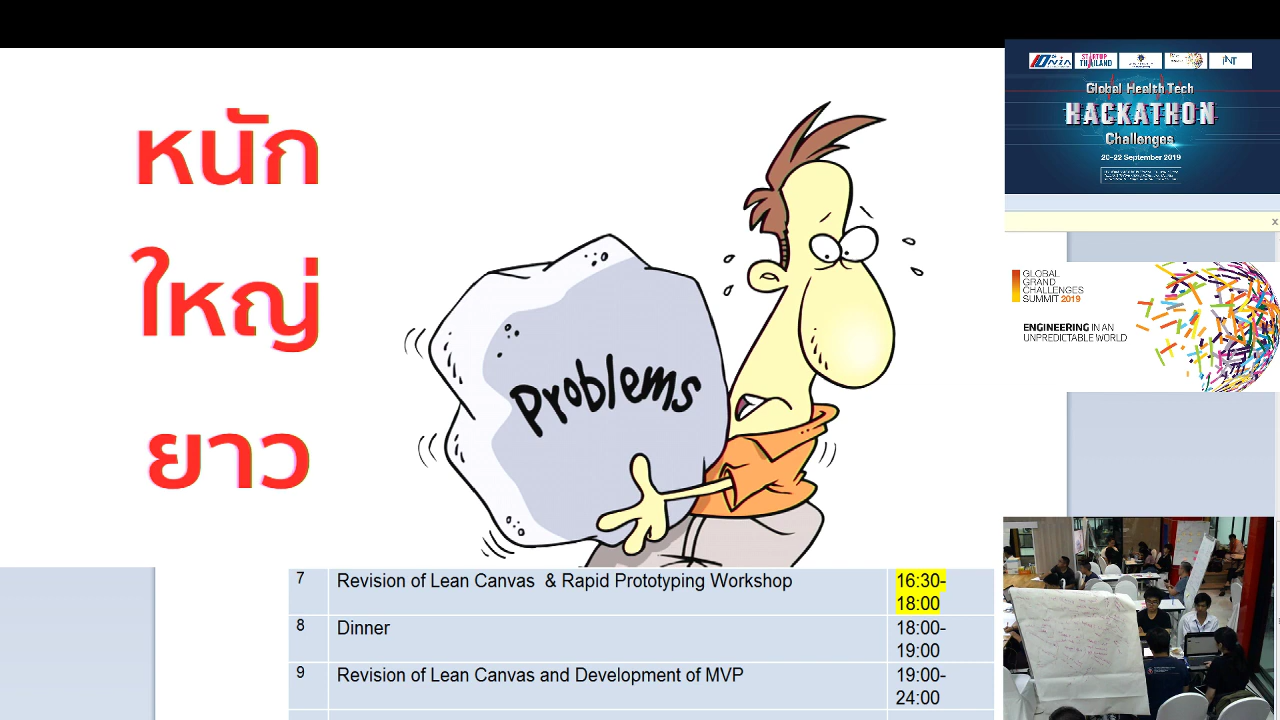 หนัก
ใหญ่
ยาว
Problems
7 Revision of Lean Canvas & Rapid Prototyping Workshop 16:30-
18:00
8 Dinner 18:00-
19:00
9 Revision of Lean Canvas and Development of MVP 19:00-
24:00
STARTUP
THAILAND
Global Health Tech
HACKATHON
Challenges
20-22 September 2019
x
GLOBAL
GRAND
CHALLENGES
SUMMIT 2019
ENGINEERING IN AN
UNPREDICTABLE WORLD